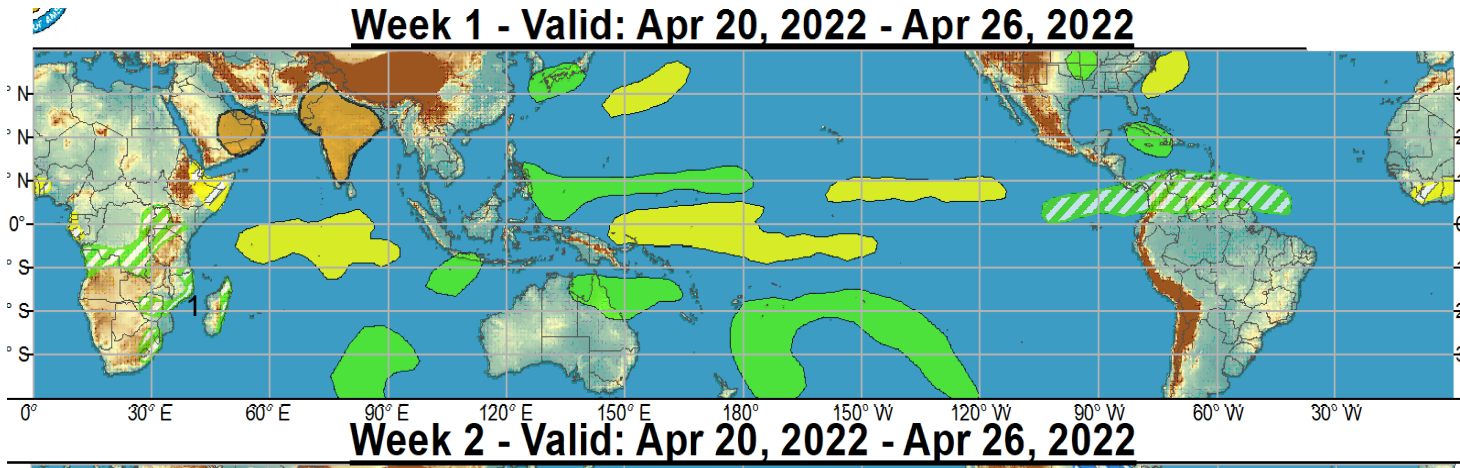 Week 1 - Valid: Apr 20, 2022 - Apr 26, 2022
° N
° N
° N
0°
° S
1
° S
° S
0° 30° E 60° E 90° E 120° E 150° E 180° 150° W 120° W 90° W 60° W 30° W
Week 2 - Valid: Apr 20, 2022 - Apr 26, 2022